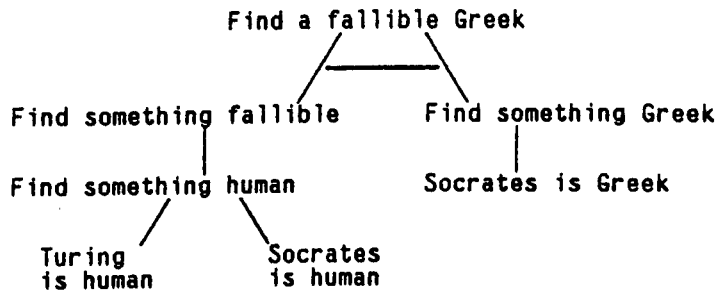 Find a fallible Greek
Find something fallible
Find something Greek
Find something human
Socrates is Greek
Turing
is human
Socrates
is human